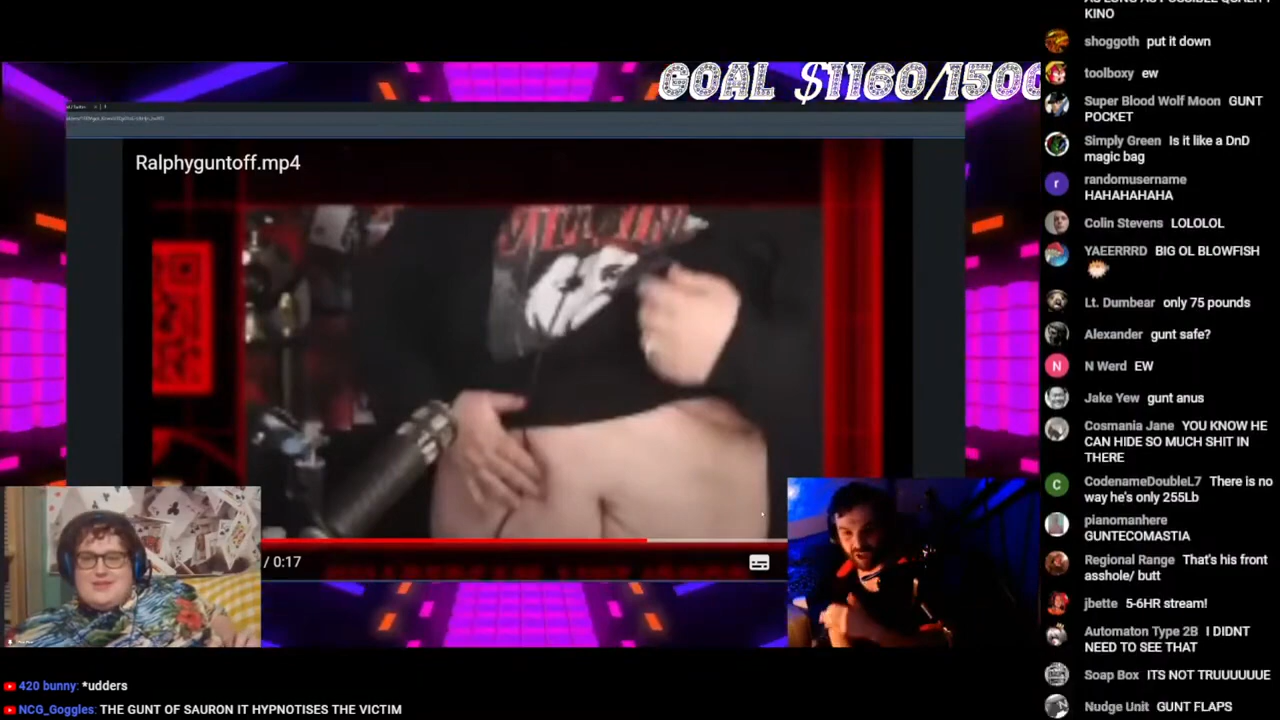 KINO
shoggoth put it down
toolboxy ew
Super Blood Wolf Moon GUNT
POCKET
Simply Green Is it like a DnD
magic bag
randomusername
HAHAHAHAHA
Colin Stevens LOLOLOL
YAEERRRD BIG OL BLOWFISH
Lt. Dumbear only 75 pounds
Alexander gunt safe?
N Werd EW
Jake Yew gunt anus
Cosmania Jane YOU KNOW HE
CAN HIDE SO MUCH SHIT IN
THERE
CodenameDoubleL7 There is no
way he's only 255Lb
pianomanhere
GUNTECOMASTIA
Regional Range That's his front
asshole/ butt
jbette 5-6HR stream!
Automaton Type 2B I DIDNT
NEED TO SEE THAT
Soap Box ITS NOT TRUUUUUE
Nudge Unit GUNT FLAPS
GOAL $1160/1500
Ralphyguntoff.mp4
/ 0:17
420 bunny: *udders
NCG_Goggles: THE GUNT OF SAURON IT HYPNOTISES THE VICTIM